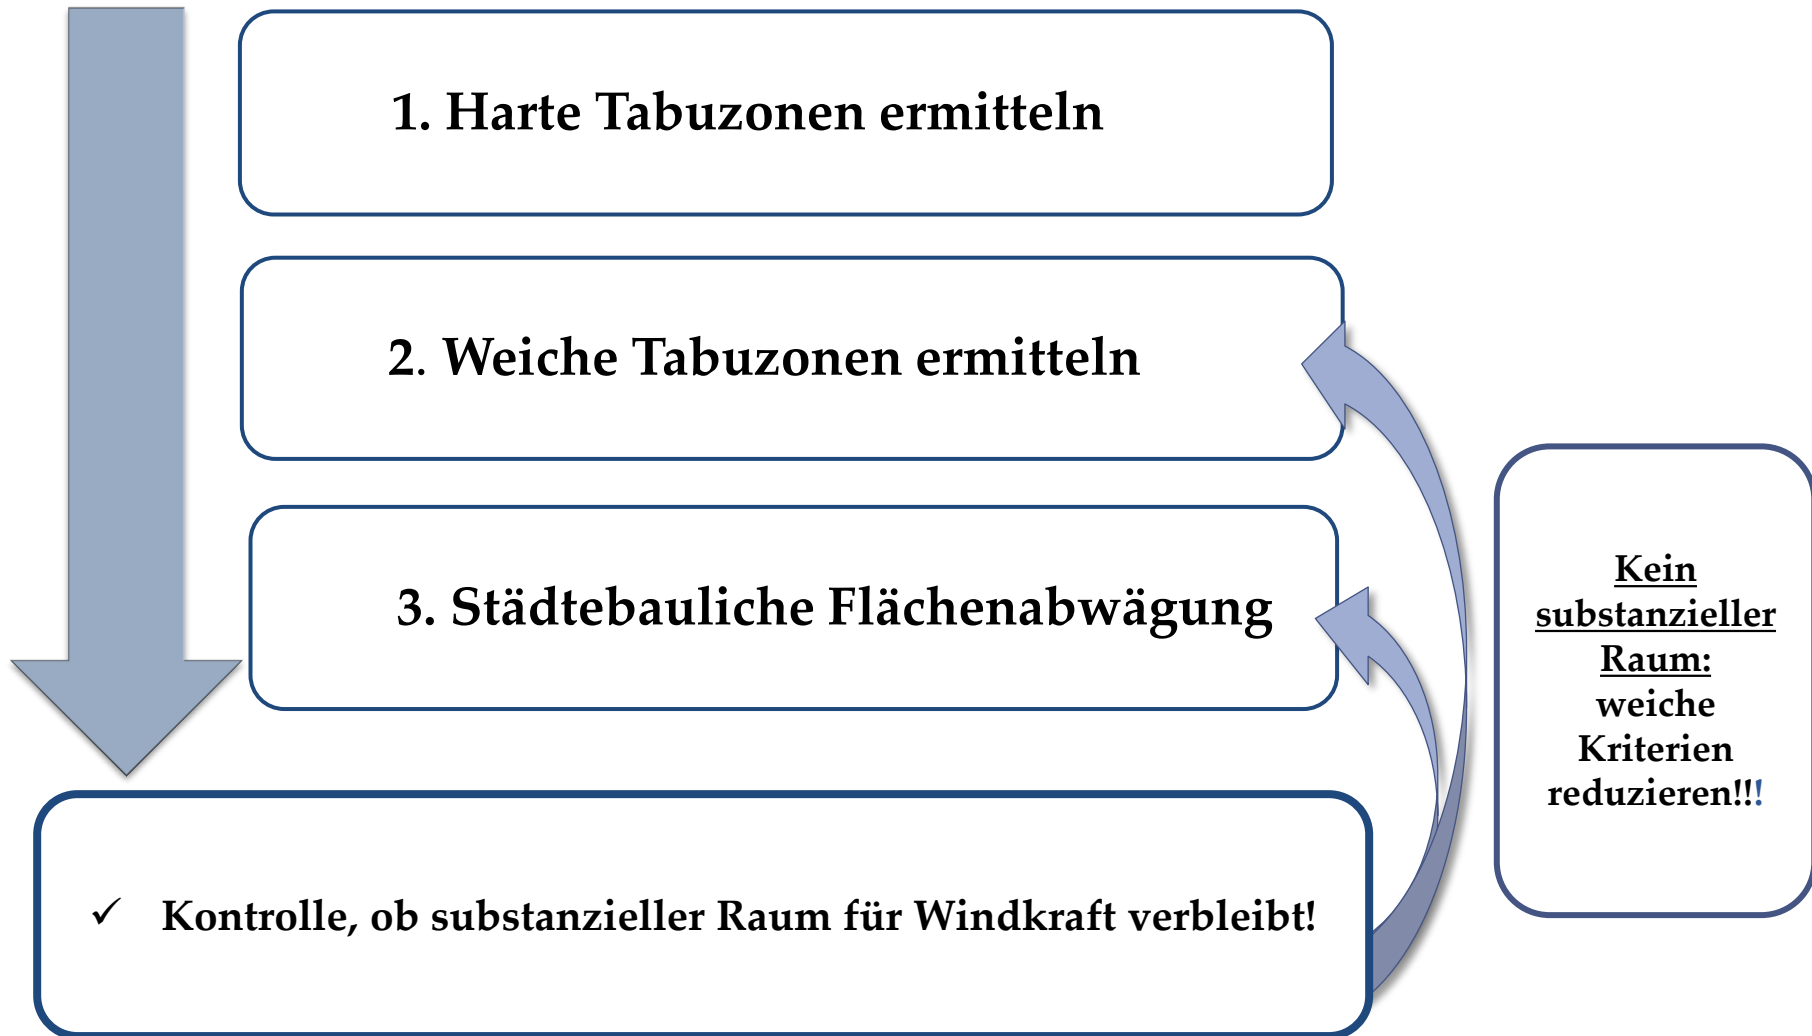 1. Harte Tabuzonen ermitteln
2. Weiche Tabuzonen ermitteln
3. Städtebauliche Flächenabwägung
✓ Kontrolle, ob substanzieller Raum für Windkraft verbleibt!
Kein
substanzieller
Raum:
weiche
Kriterien
reduzieren!!!